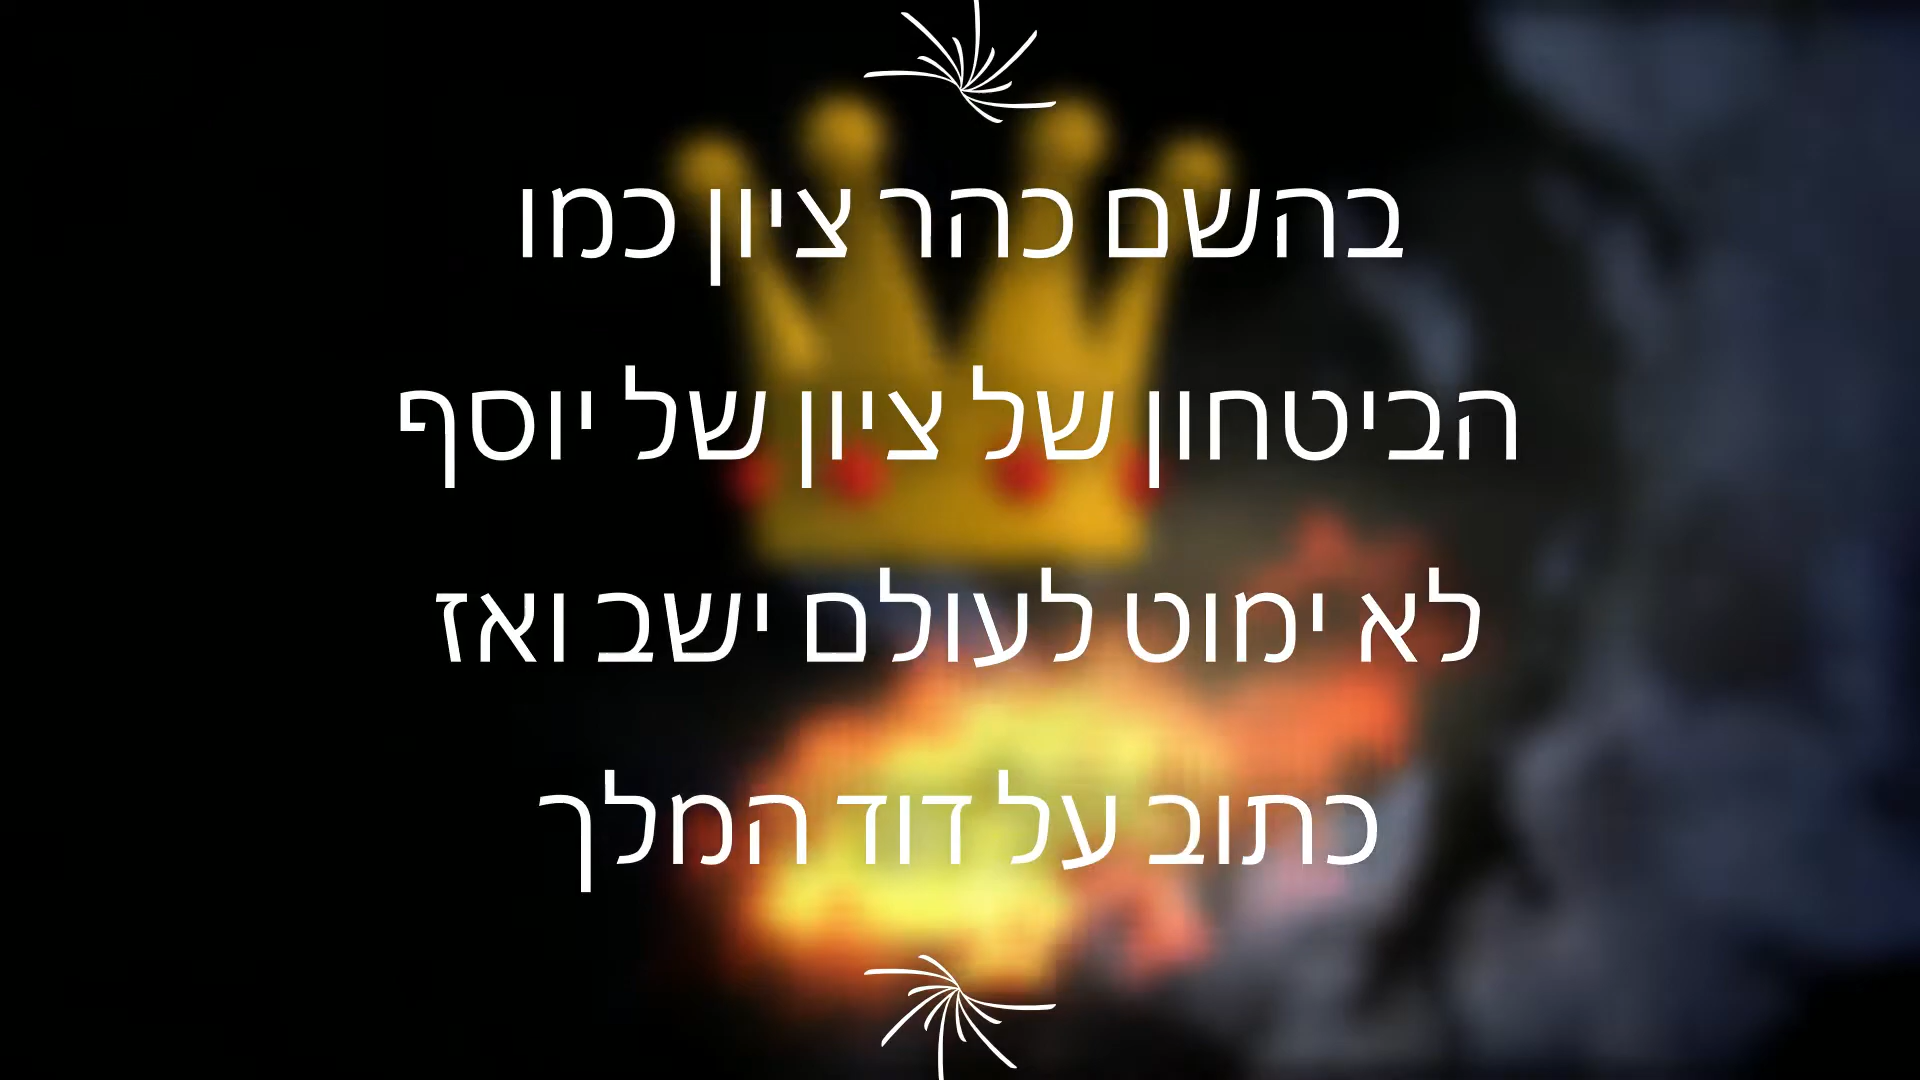 בהשם כהר ציון כמו
הביטחון של ציון של יוסף
לא ימוט לעולם ישב ואז
כתוב על דוד המלך